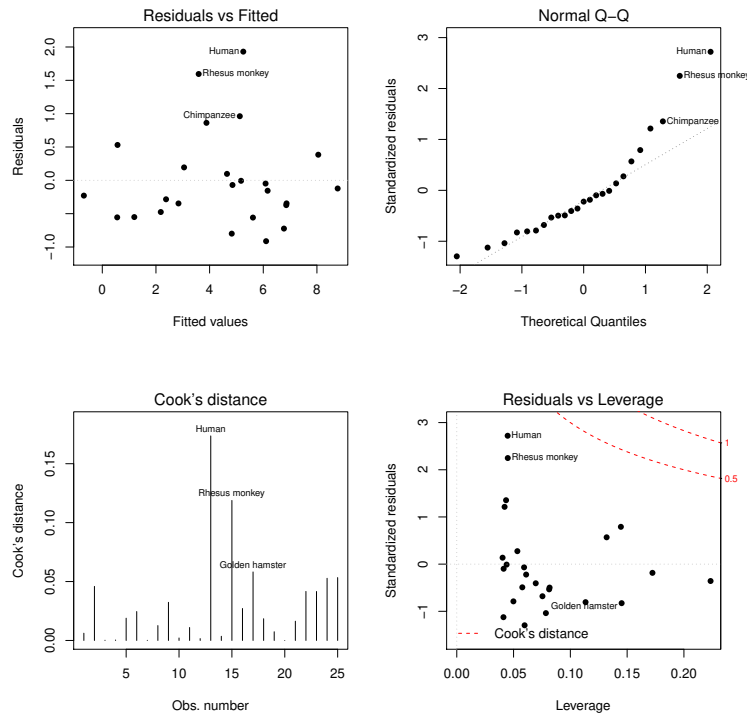 Residuals vs Fitted
Residuals
2.0
1.5
1.0
0.5
0.0
−1.0
Human
Rhesus monkey
Chimpanzee
0 2 4 6 8
Fitted values
Normal Q−Q
Standardized residuals
3
2
1
0
−1
Human
Rhesus monkey
Chimpanzee
−2 −1 0 1 2
Theoretical Quantiles
Cook's distance
Cook's distance
0.15
0.10
0.05
0.00
Human
Rhesus monkey
Golden hamster
5 10 15 20 25
Obs. number
Residuals vs Leverage
Standardized residuals
3
2
1
0
−1
Human
Rhesus monkey
Golden hamster
Cook's distance
1
0.5
0.00 0.05 0.10 0.15 0.20
Leverage